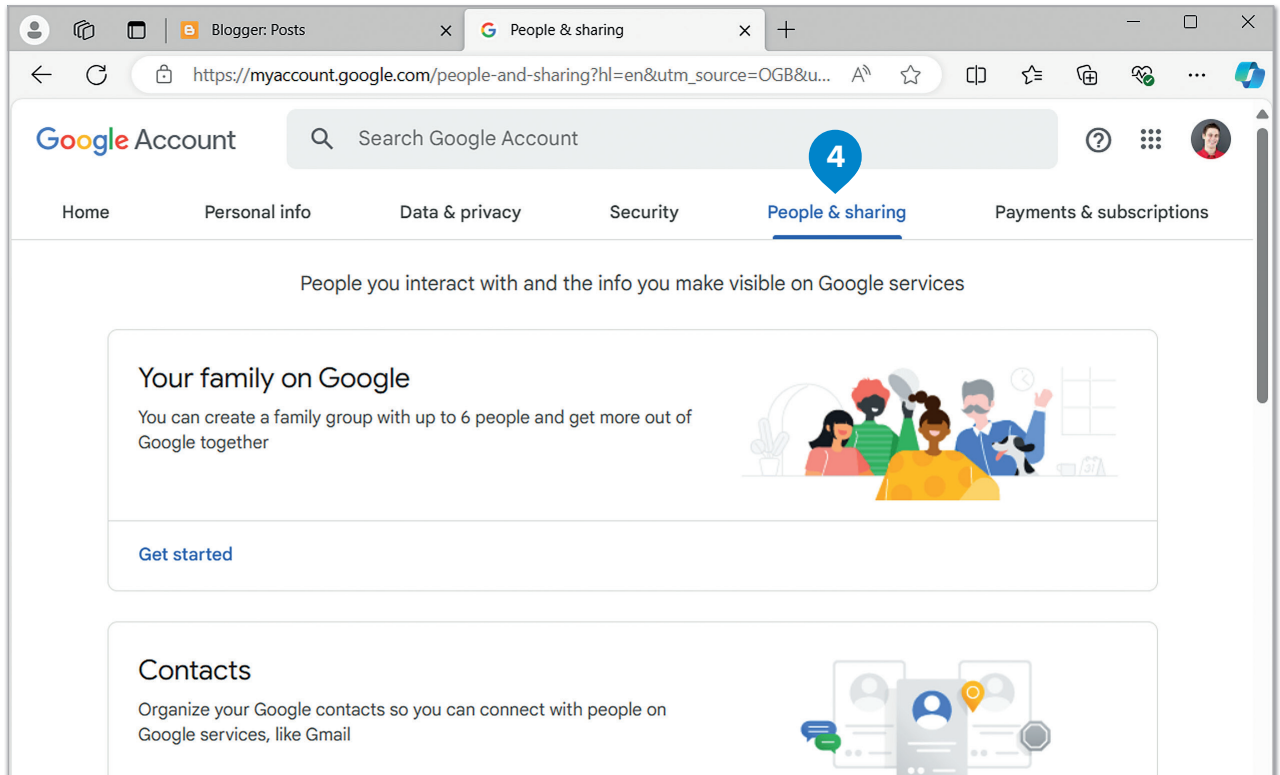 Blogger: Posts
People & sharing
https://myaccount.google.com/people-and-sharing?hl=en&utm_source=OGB&u...
Google Account
Search Google Account
4
Home
Personal info
Data & privacy
Security
People & sharing
Payments & subscriptions
People you interact with and the info you make visible on Google services
Your family on Google
You can create a family group with up to 6 people and get more out of
Google together
31
Get started
Contacts
Organize your Google contacts so you can connect with people on
Google services, like Gmail